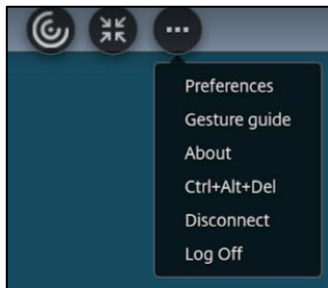 Preferences
Gesture guide
About
Ctrl+Alt+Del
Disconnect
Log Off